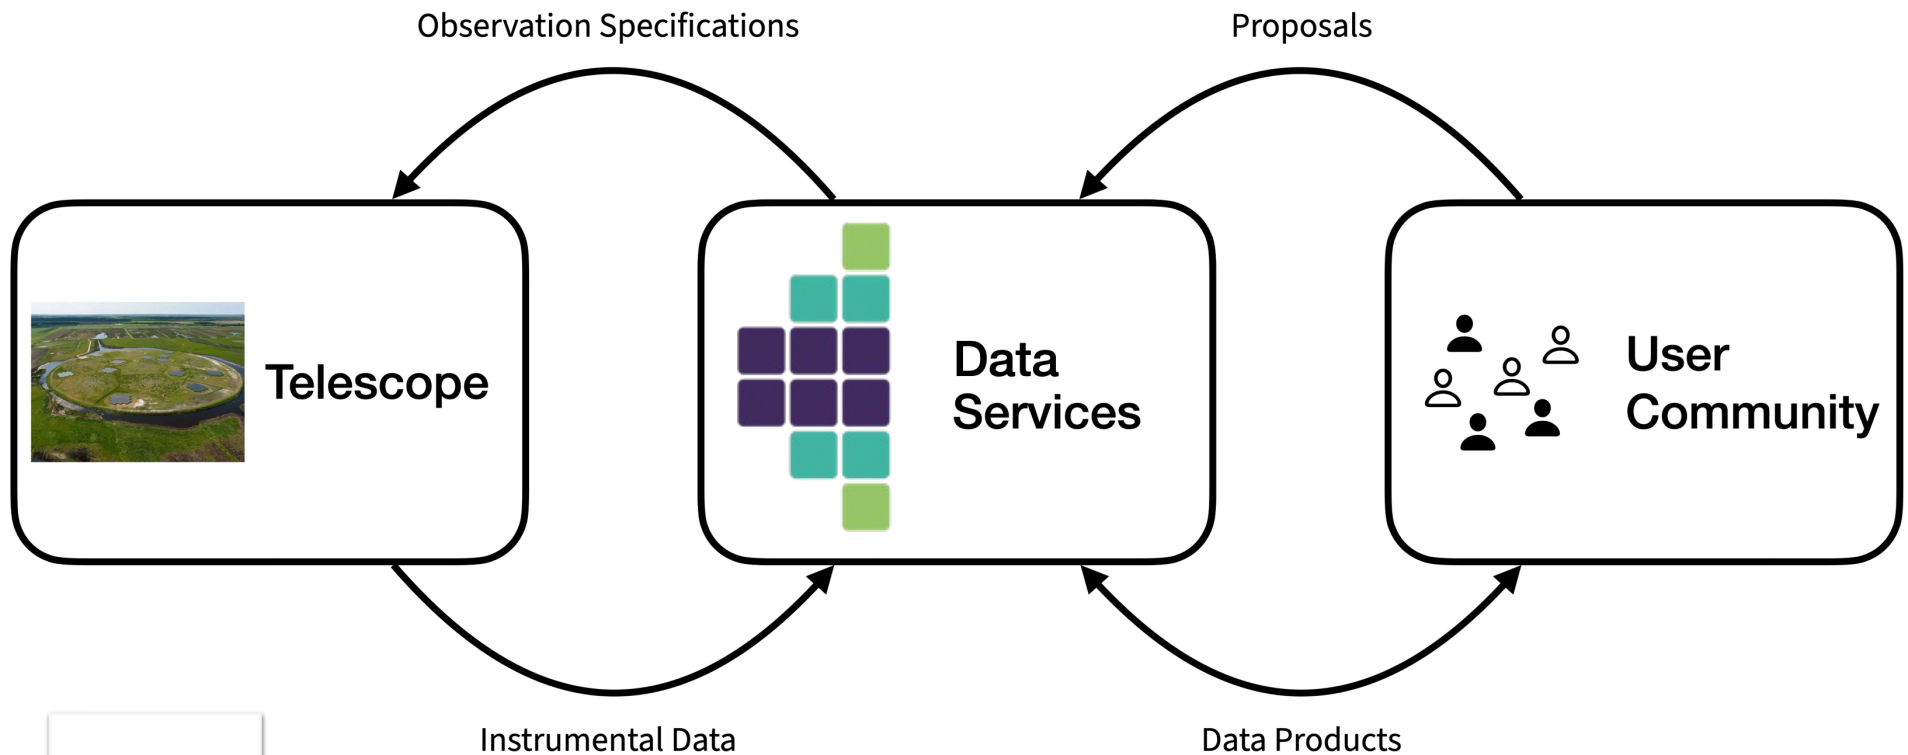 Observation Specifications
Proposals
Telescope
Data
Services
User
Community
Instrumental Data
Data Products